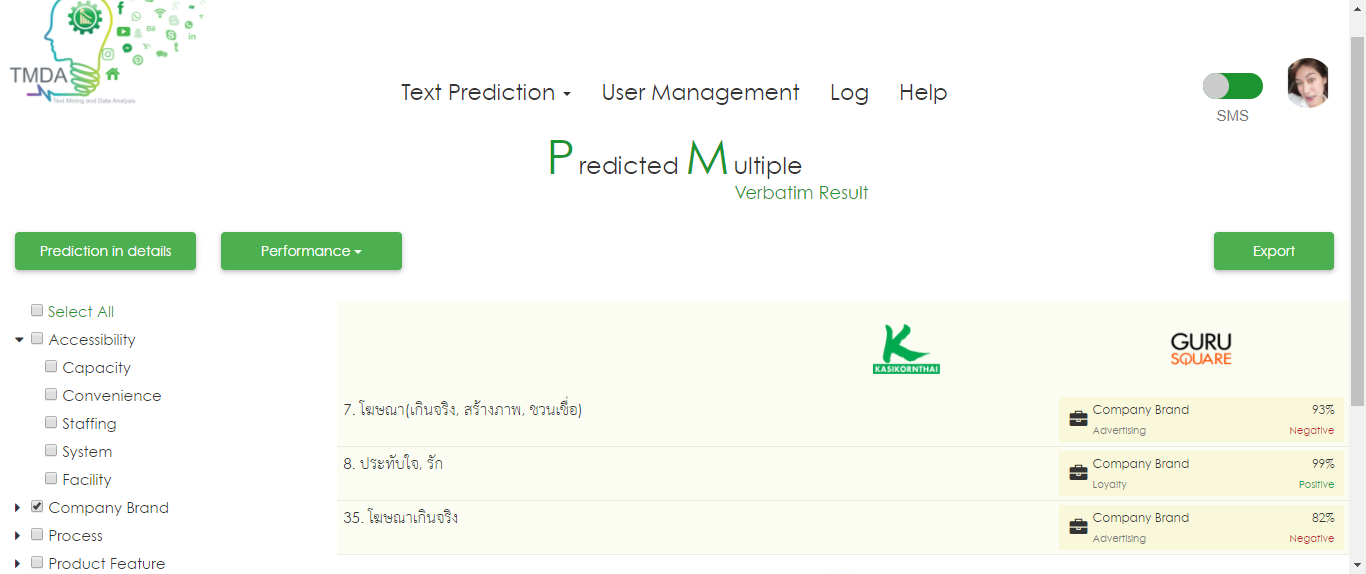 TMDA
Text Mining and Data Analysis
Text Prediction
User Management
Log
Help
SMS
Predicted Multiple
Verbatim Result
Prediction in details
Performance
Export
Select All
Accessibility
Capacity
Convenience
Staffing
System
Facility
Company Brand
Process
Product Feature
KASIKORNTHAI
GURU
SQUARE
7. โฆษณา(เกินจริง, สร้างภาพ, ชวนเชื่อ)
Company Brand 93%
Advertising Negative
8. ประทับใจ, รัก
Company Brand 99%
Loyalty Positive
35. โฆษณาเกินจริง
Company Brand 82%
Advertising Negative